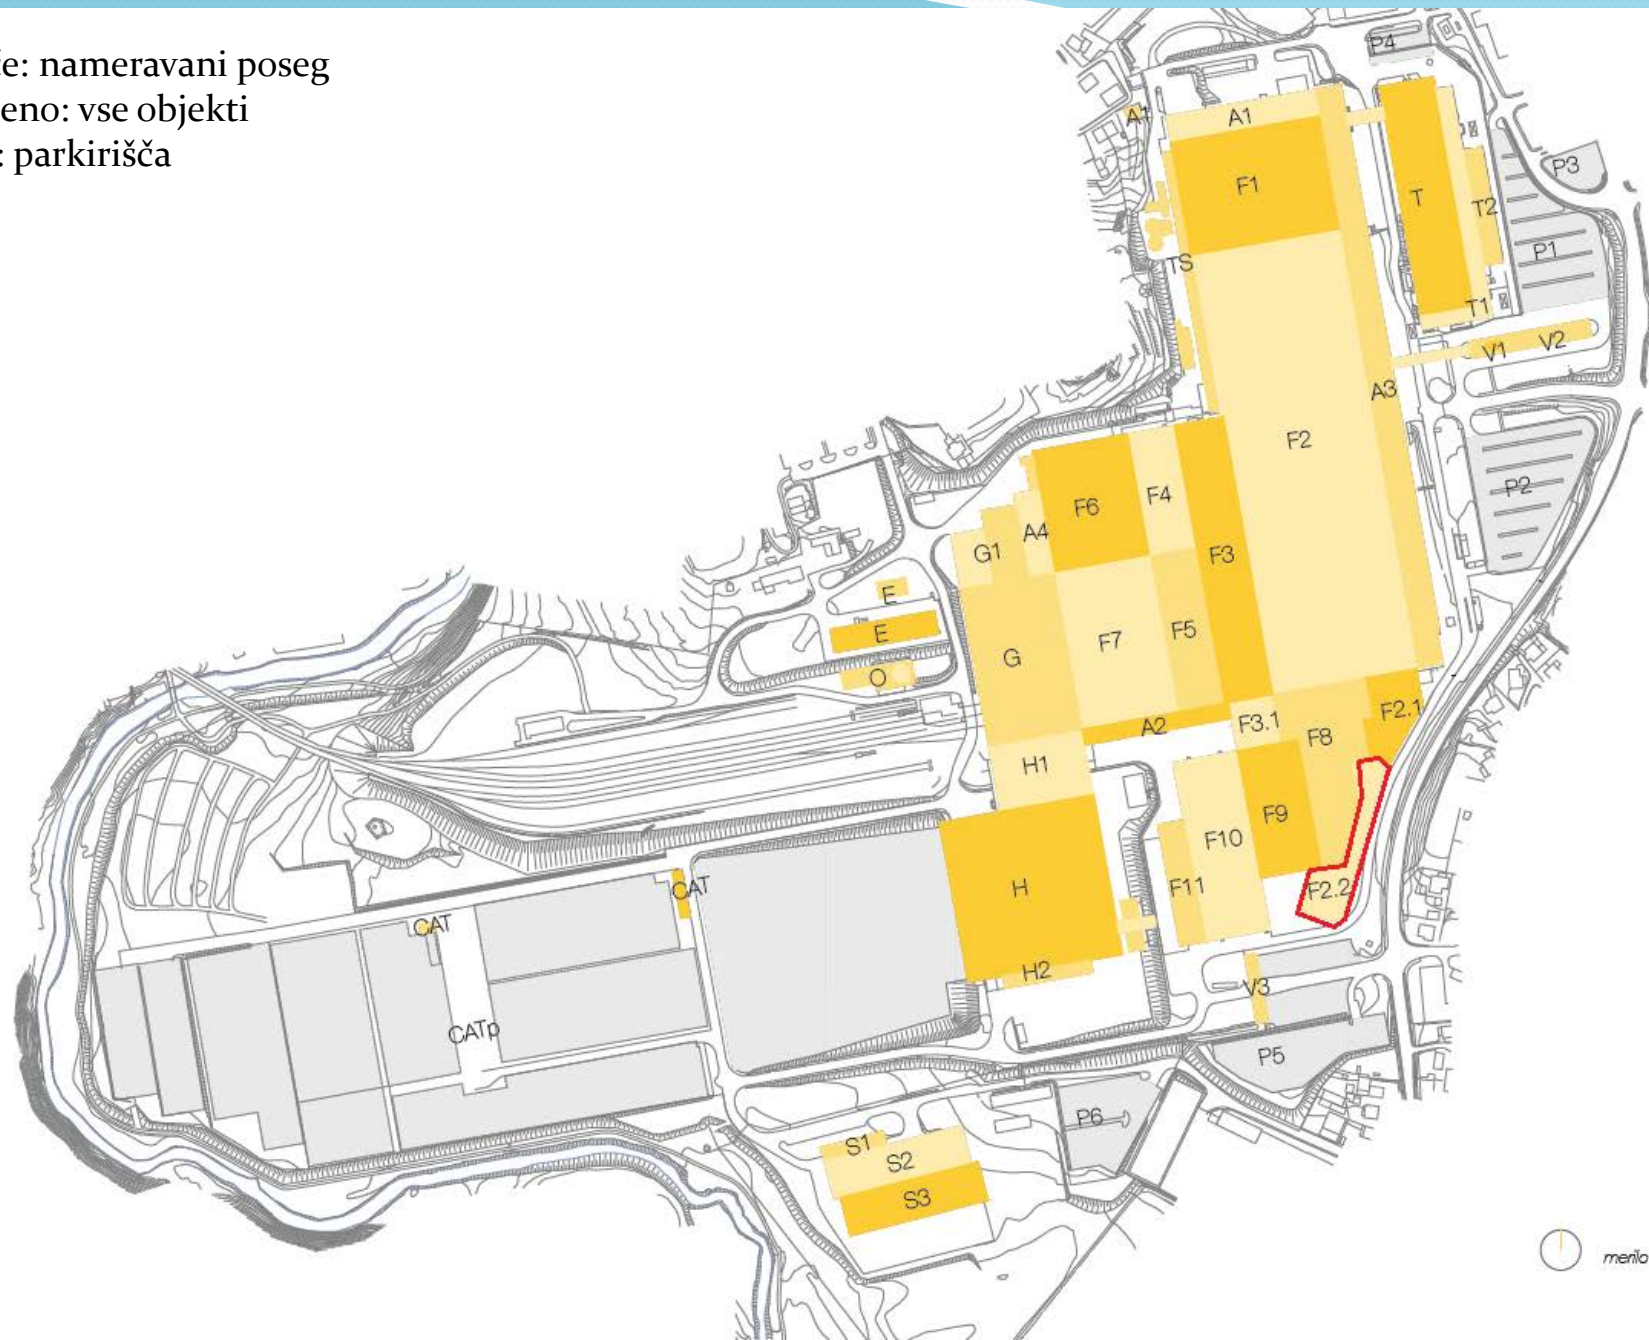 če: nameravani poseg
eno: vse objekti
: parkirišča
P4
A1
A1
F1
T
T2
P3
P1
TS
T1
V1
V2
A3
F2
P2
F6
F4
A4
G1
F3
E
E
O
G
F7
F5
A2
F3.1
F8
F2.1
H1
F9
F10
F11
F2.2
H
CAT
CAT
H2
V3
CATp
P5
P6
S1
S2
S3
merilo